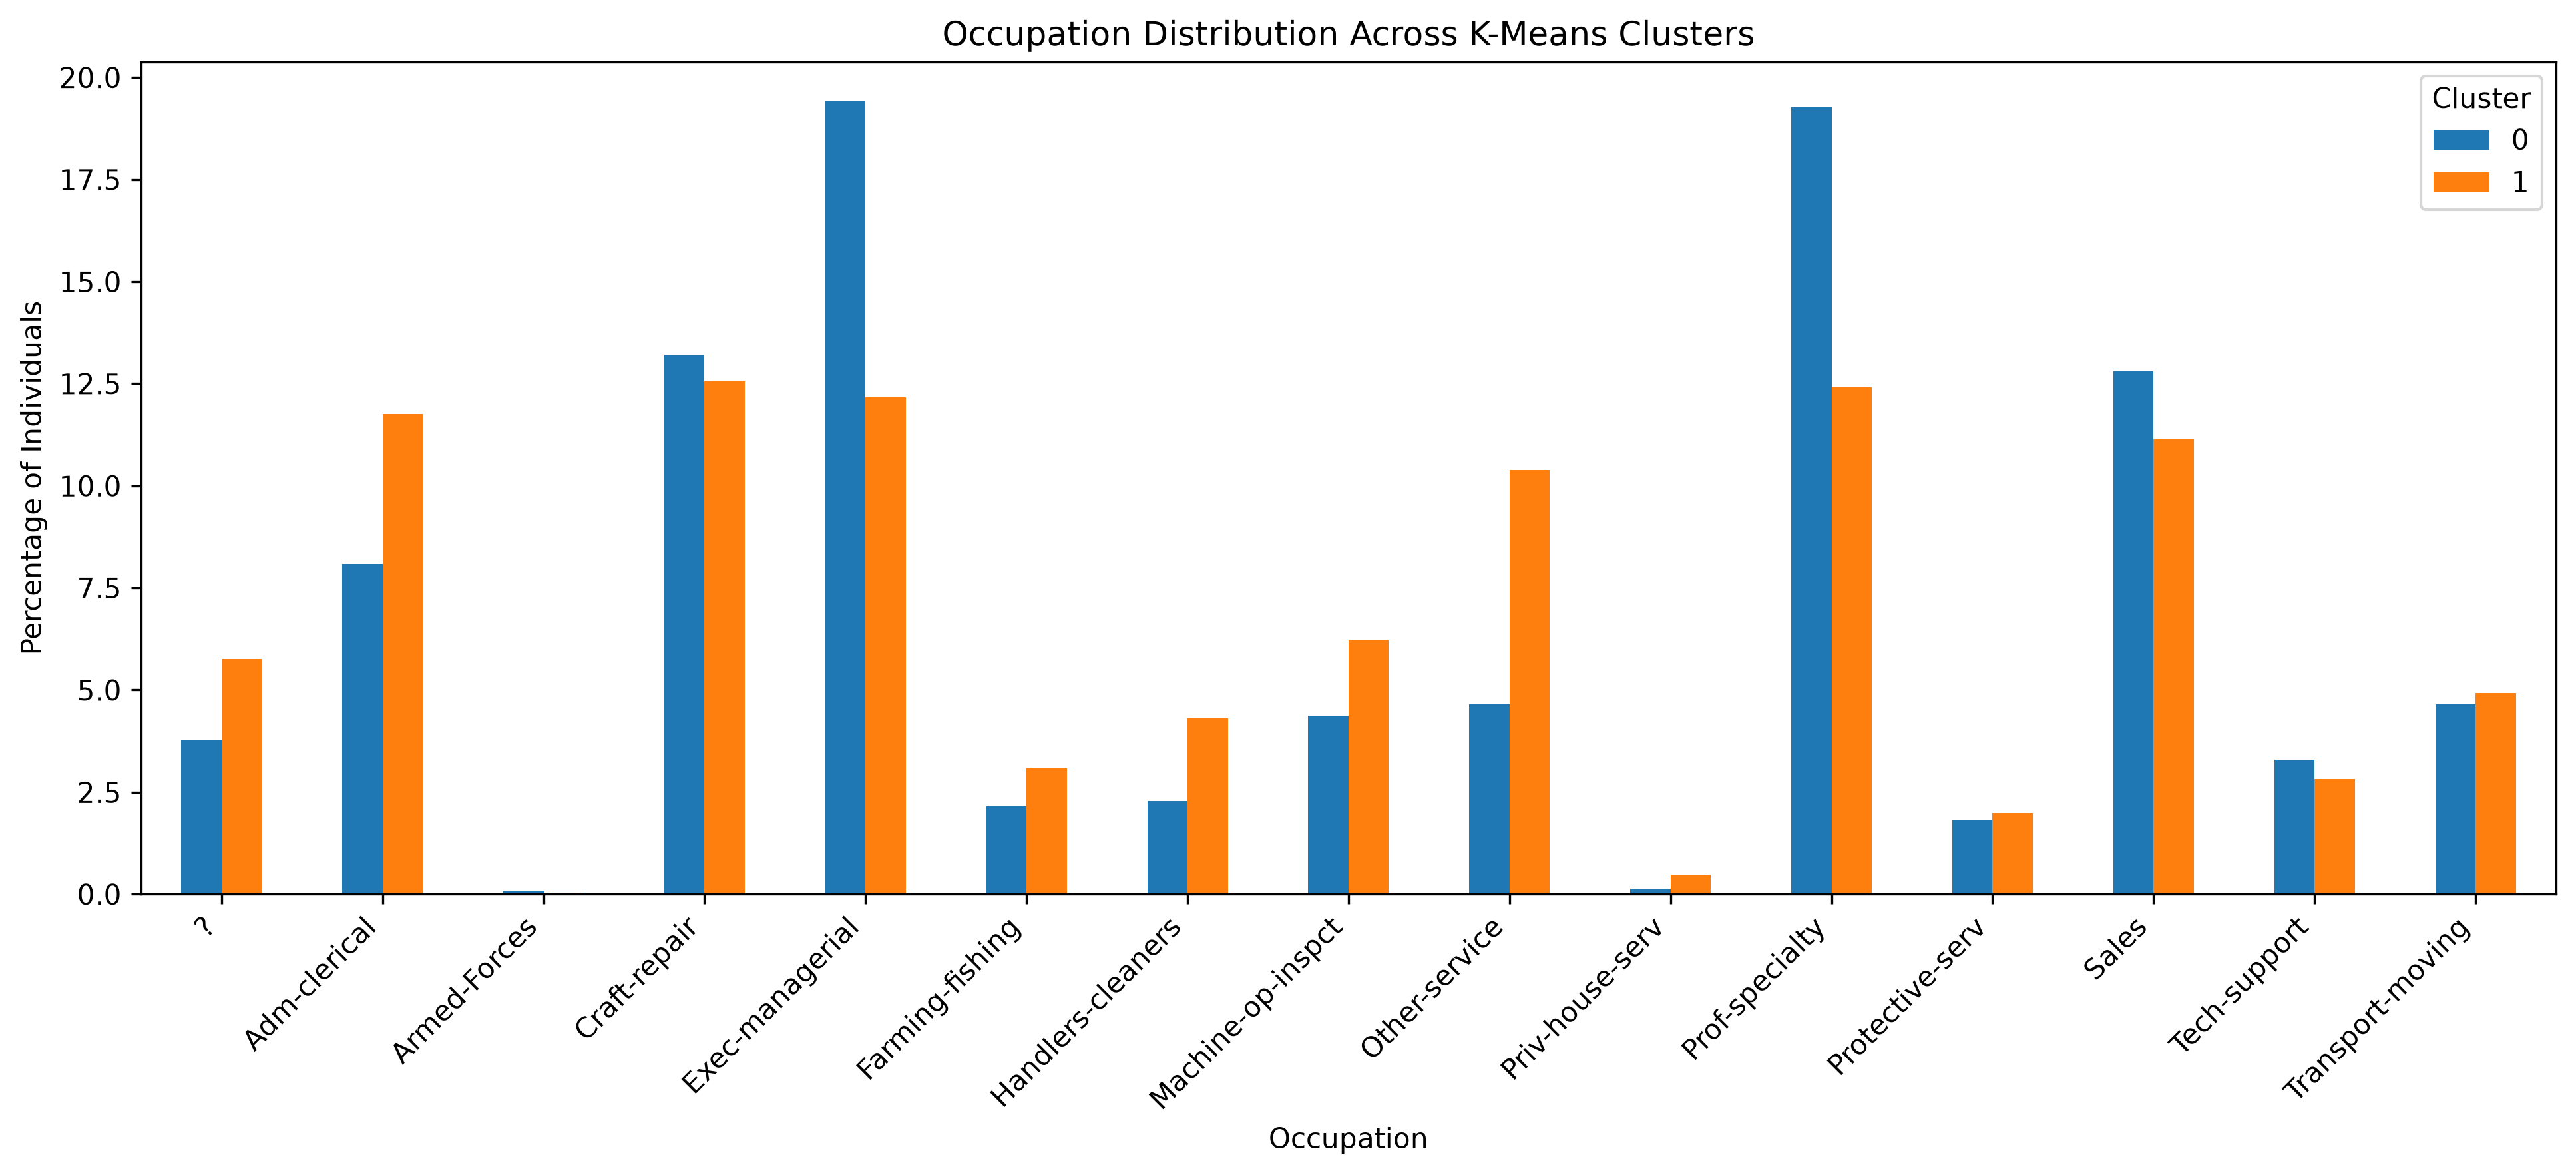 Occupation Distribution Across K-Means Clusters
Percentage of Individuals
20.0
17.5
15.0
12.5
10.0
7.5
5.0
2.5
0.0
Cluster
0
1
?
Adm-clerical
Armed-Forces
Craft-repair
Exec-managerial
Farming-fishing
Handlers-cleaners
Machine-op-inspct
Other-service
Priv-house-serv
Prof-specialty
Protective-serv
Sales
Tech-support
Transport-moving
Occupation